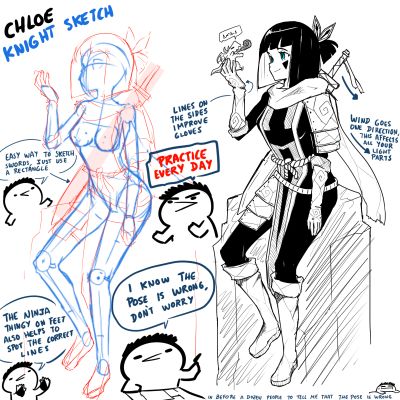 CHLOE
KNIGHT SKETCH
LINES ON
THE SIDES
IMPROVE
GLOVES
WIND GOES
ONE DIRECTION,
THIS AFFECTS
ALL YOUR
LIGHT
PARTS
EASY WAY TO SKETCH
SWORDS, JUST USE
A RECTANGLE
PRACTICE
EVERY DAY
I KNOW THE
POSE IS WRONG,
DON'T WORRY
THE NINJA
THINGY ON FEET
ALSO HELPS TO
SPOT THE CORRECT
LINES
IN BEFORE A DOZEN PEOPLE TO TELL ME THAT THE POSE IS WRONG